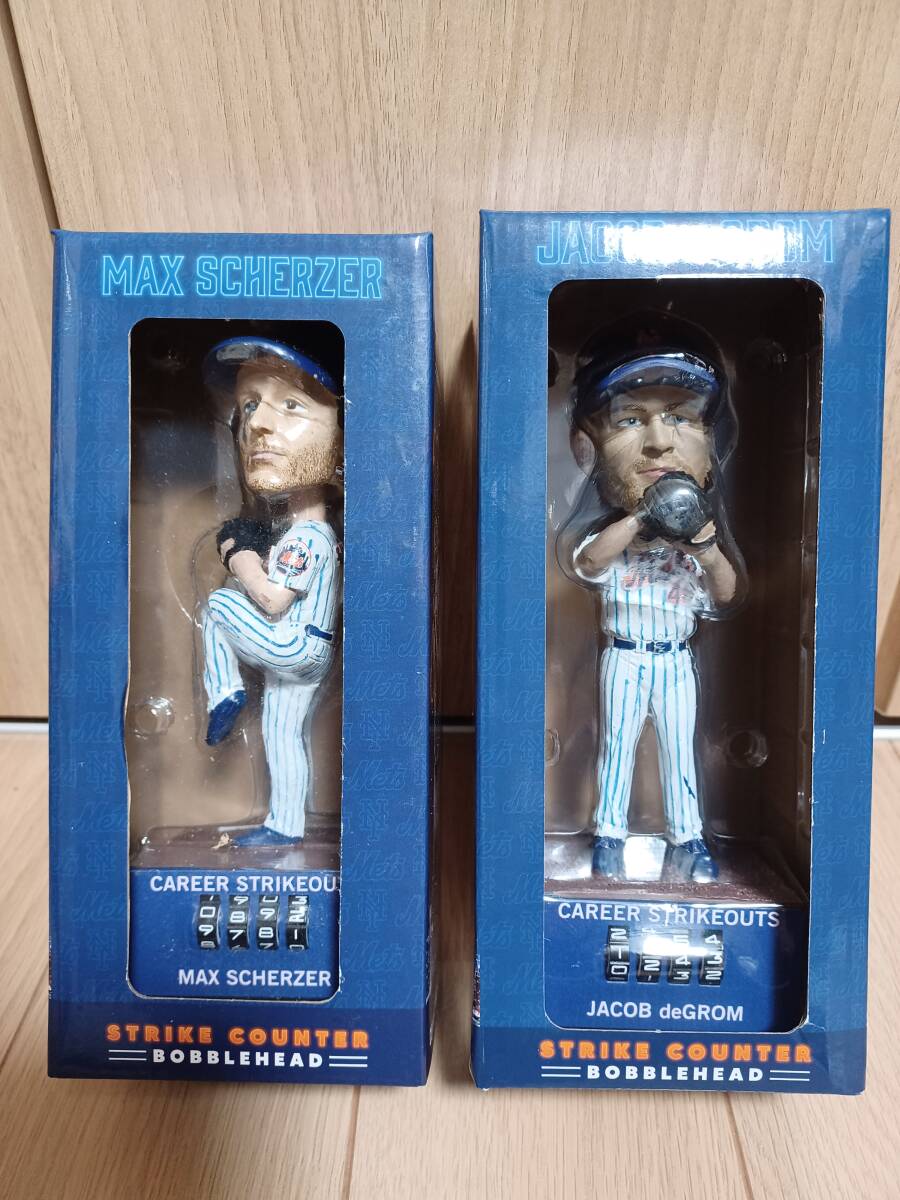 MAX SCHERZER
CAREER STRIKEOU
MAX SCHERZER
STRIKE COUNTER
BOBBLEHEAD
CAREER STRIKEOUTS
JACOB deGROM
STRIKE COUNTER
BOBBLEHEAD